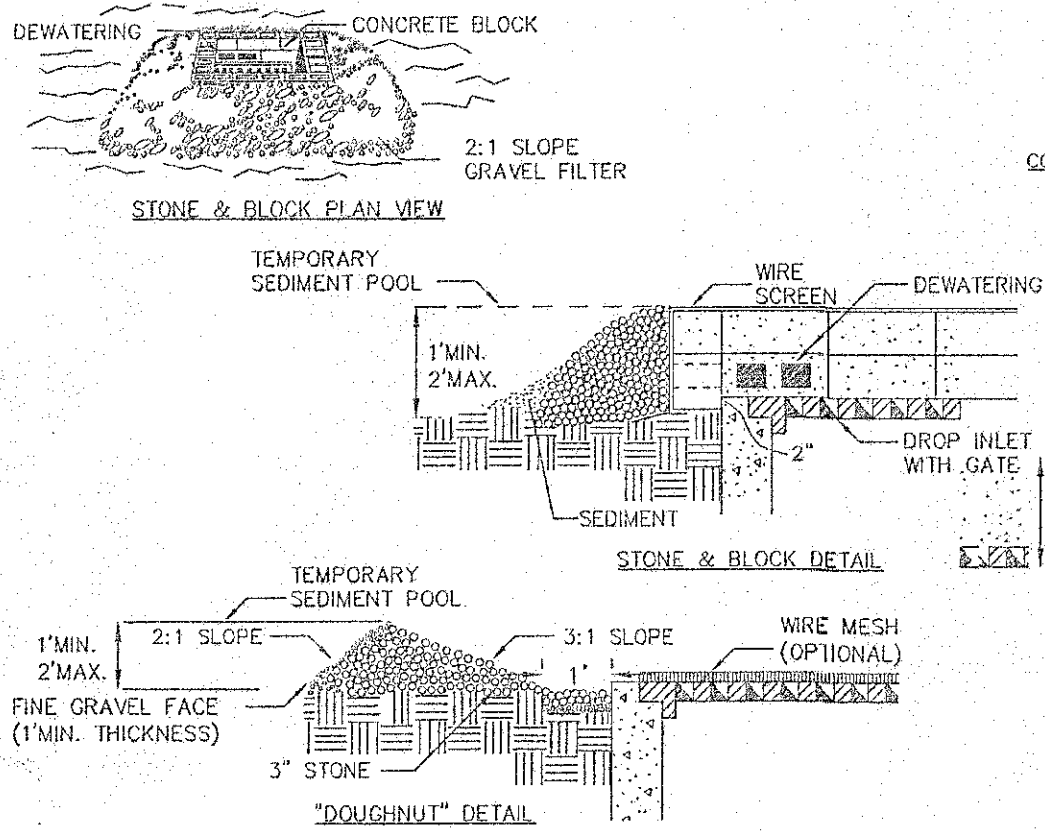 DEWATERING
CONCRETE BLOCK
2:1 SLOPE
GRAVEL FILTER
STONE & BLOCK PLAN VIEW
TEMPORARY
SEDIMENT POOL
WIRE
SCREEN
DEWATERING
1'MIN.
2'MAX.
2"
DROP INLET
WITH GATE
SEDIMENT
STONE & BLOCK DETAIL
TEMPORARY
SEDIMENT POOL
1'MIN.
2'MAX.
2:1 SLOPE
3:1 SLOPE
1'
WIRE MESH
(OPTIONAL)
FINE GRAVEL FACE
(1'MIN. THICKNESS)
3" STONE
"DOUGHNUT" DETAIL